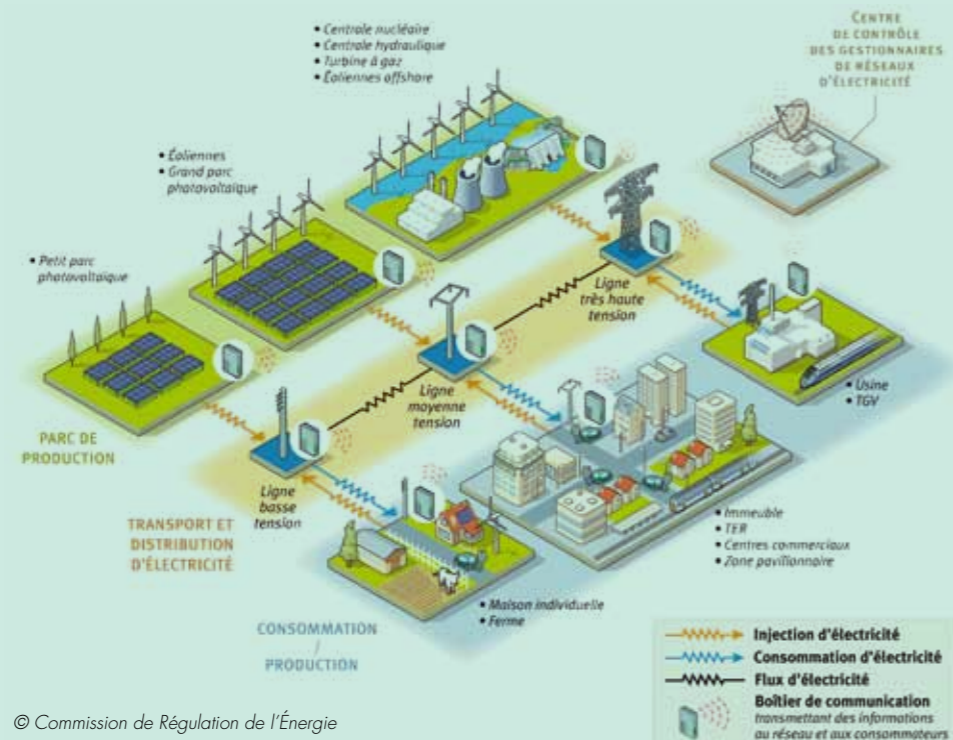 CENTRE
DE CONTRÔLE
DES GESTIONNAIRES
DE RÉSEAUX
D'ÉLECTRICITÉ
• Centrale nucléaire
• Centrale hydraulique
• Turbine à gaz
• Éoliennes offshore
• Éoliennes
• Grand parc
photovoltaïque
• Petit parc
photovoltaïque
PARC DE
PRODUCTION
Ligne
très haute
tension
Ligne
moyenne
tension
Ligne
basse
tension
• Usine
• TGV
TRANSPORT ET
DISTRIBUTION
D'ÉLECTRICITÉ
• Immeuble
• TER
• Centres commerciaux
• Zone pavillonnaire
• Maison individuelle
• Ferme
CONSOMMATION
/
PRODUCTION
Injection d'électricité
Consommation d'électricité
Flux d'électricité
Boîtier de communication
transmettant des informations
au réseau et aux consommateurs
© Commission de Régulation de l'Énergie